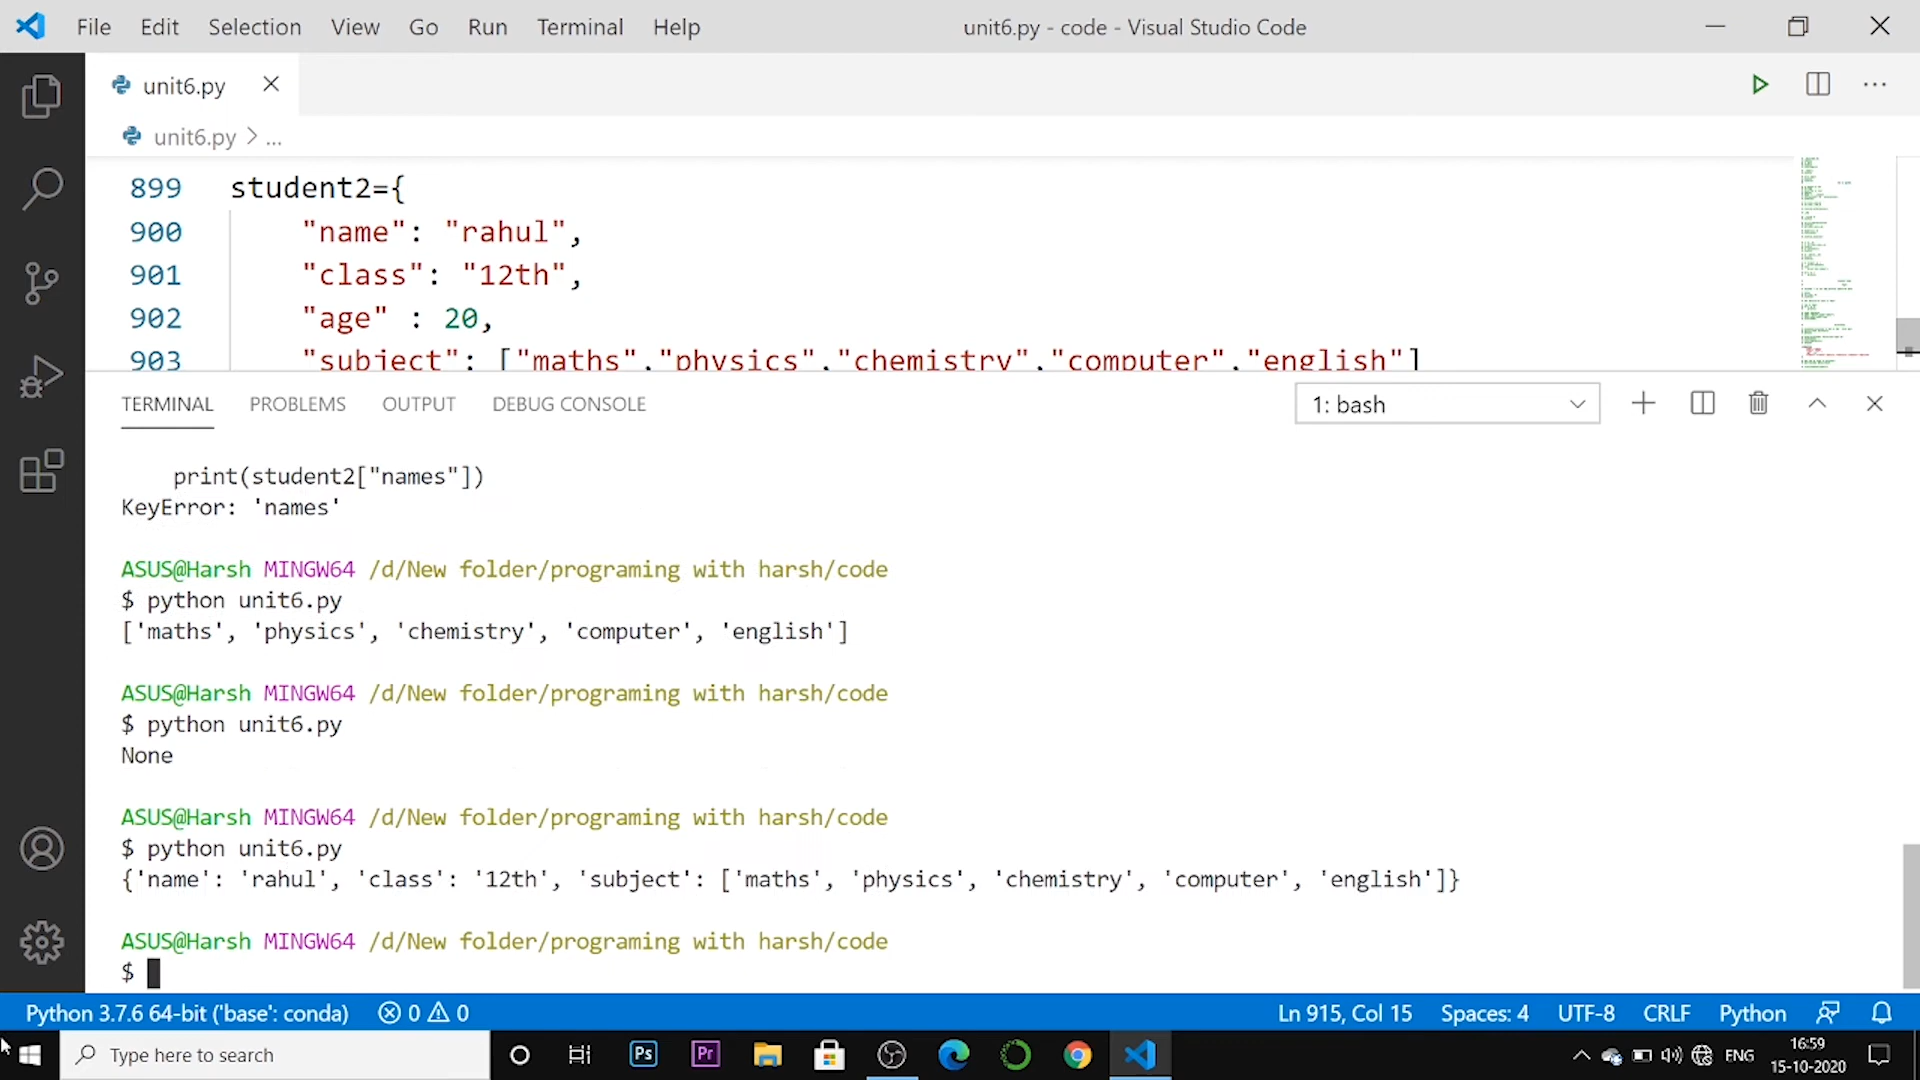 File Edit Selection View Go Run Terminal Help unit6.py - code - Visual Studio Code
unit6.py
unit6.py > ...
899 student2={
900 "name": "rahul",
901 "class": "12th",
902 "age" : 20,
903 "subject": ["maths","physics","chemistry","computer","english"]
TERMINAL PROBLEMS OUTPUT DEBUG CONSOLE 1: bash
print(student2["names"])
KeyError: 'names'
ASUS@Harsh MINGW64 /d/New folder/programing with harsh/code
$ python unit6.py
['maths', 'physics', 'chemistry', 'computer', 'english']
ASUS@Harsh MINGW64 /d/New folder/programing with harsh/code
$ python unit6.py
None
ASUS@Harsh MINGW64 /d/New folder/programing with harsh/code
$ python unit6.py
{'name': 'rahul', 'class': '12th', 'subject': ['maths', 'physics', 'chemistry', 'computer', 'english']}
ASUS@Harsh MINGW64 /d/New folder/programing with harsh/code
$
Python 3.7.6 64-bit ('base': conda) 0 0 Ln 915, Col 15 Spaces: 4 UTF-8 CRLF Python
Type here to search Ps Pr ENG 16:59
15-10-2020